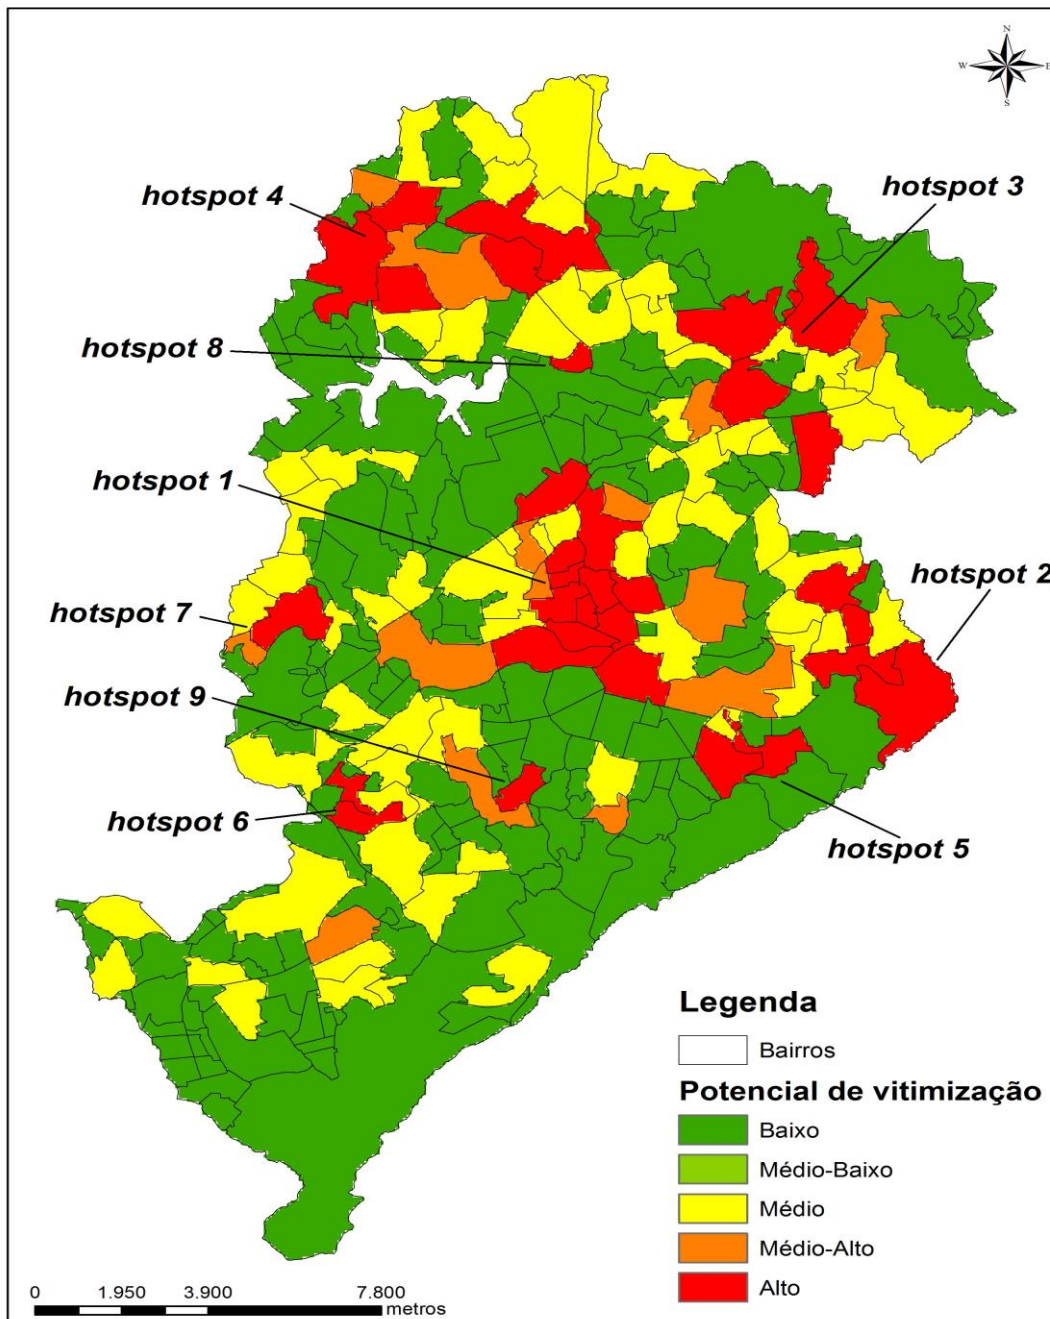 N
W E
S
hotspot 4
hotspot 3
hotspot 8
hotspot 1
hotspot 2
hotspot 7
hotspot 9
hotspot 6
hotspot 5
Legenda
Bairros
Potencial de vitimização
Baixo
Médio-Baixo
Médio
Médio-Alto
Alto
0 1.950 3.900 7.800
metros